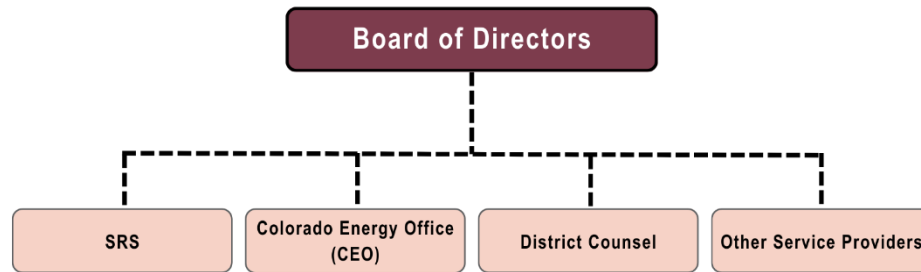 Board of Directors
SRS
Colorado Energy Office
(CEO)
District Counsel
Other Service Providers